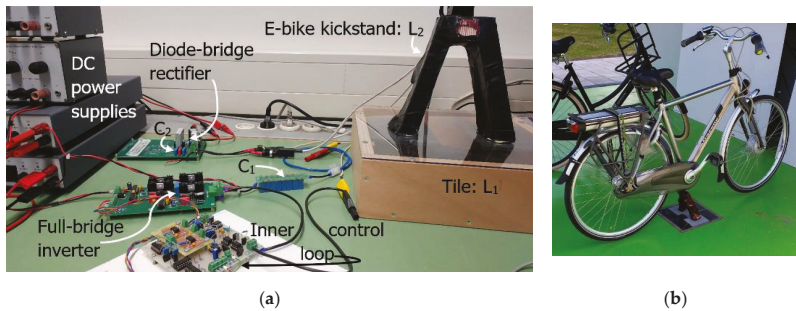 E-bike kickstand: L₂
Diode-bridge
rectifier
DC
power
supplies
C₂
C₁
Tile: L₁
Full-bridge
inverter
Inner control
loop
(a)
(b)